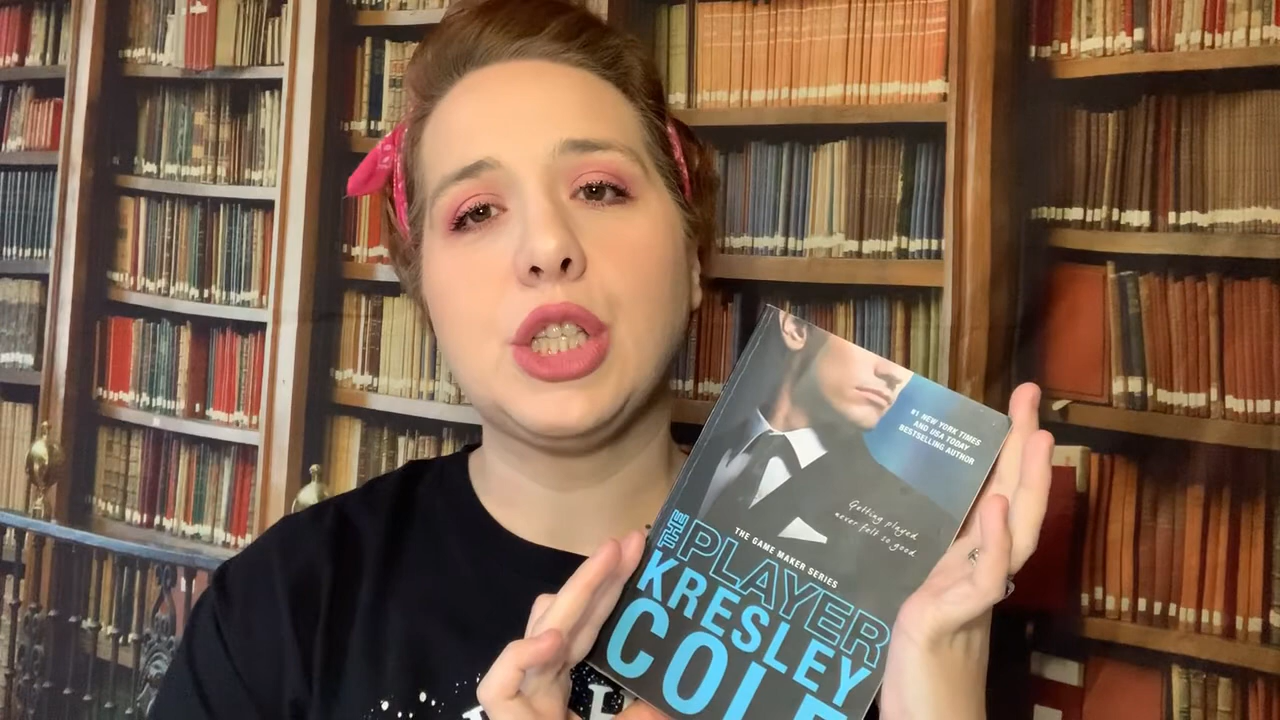 #1 NEW YORK TIMES
AND USA TODAY
BESTSELLING AUTHOR
Getting played
never felt so good
THE GAME MAKER SERIES
THE PLAYER
KRESLEY
COLE